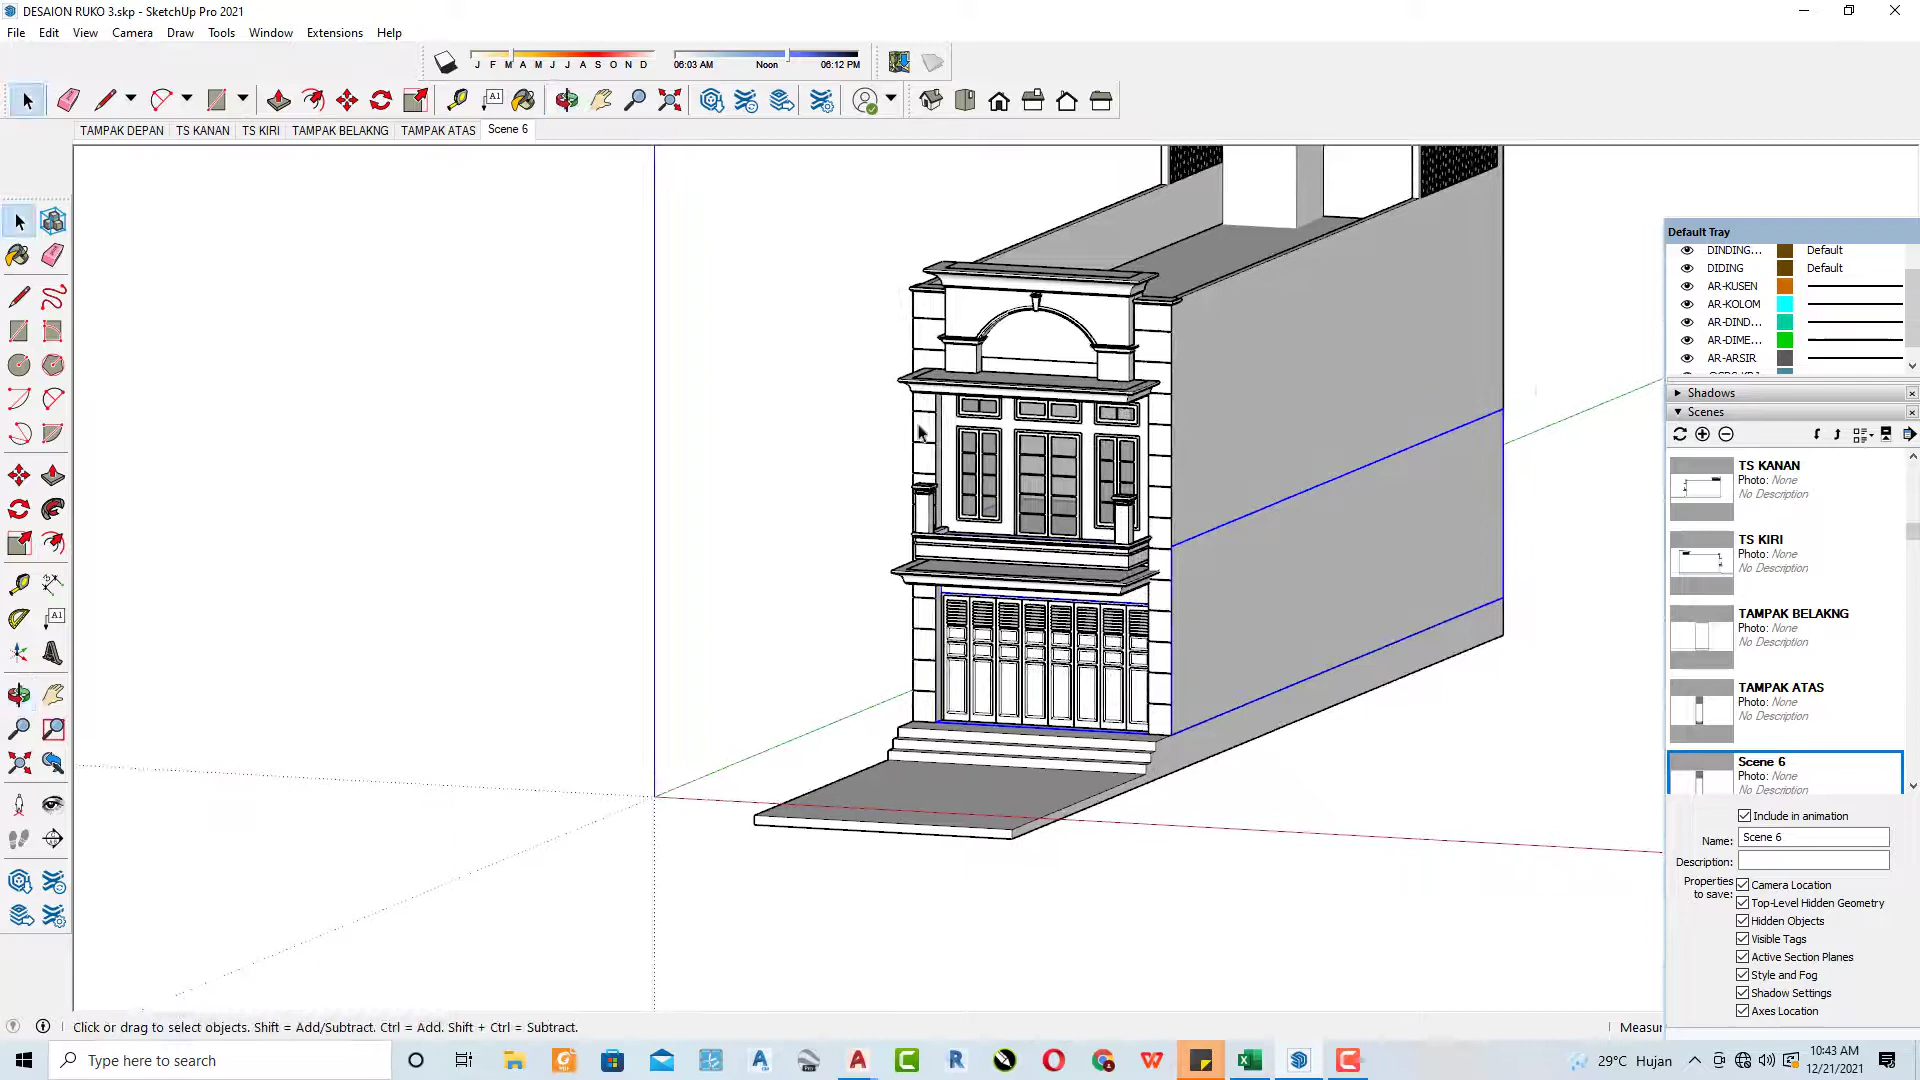 DESAION RUKO 3.skp - SketchUp Pro 2021
File Edit View Camera Draw Tools Window Extensions Help
J F M A M J J A S O N D
06:03 AM Noon 06:12 PM
A1
TAMPAK DEPAN TS KANAN TS KIRI TAMPAK BELAKNG TAMPAK ATAS Scene 6
A1
Default Tray
DINDING... Default
DIDING Default
AR-KUSEN
AR-KOLOM
AR-DIND...
AR-DIME...
AR-ARSIR
Shadows
Scenes
TS KANAN
Photo: None
No Description
TS KIRI
Photo: None
No Description
TAMPAK BELAKNG
Photo: None
No Description
TAMPAK ATAS
Photo: None
No Description
Scene 6
Photo: None
No Description
Include in animation
Name: Scene 6
Description:
Properties to save:
Camera Location
Top-Level Hidden Geometry
Hidden Objects
Visible Tags
Active Section Planes
Style and Fog
Shadow Settings
Axes Location
Click or drag to select objects. Shift = Add/Subtract. Ctrl = Add. Shift + Ctrl = Subtract.
Measur
Type here to search
29°C Hujan
10:43 AM
12/21/2021